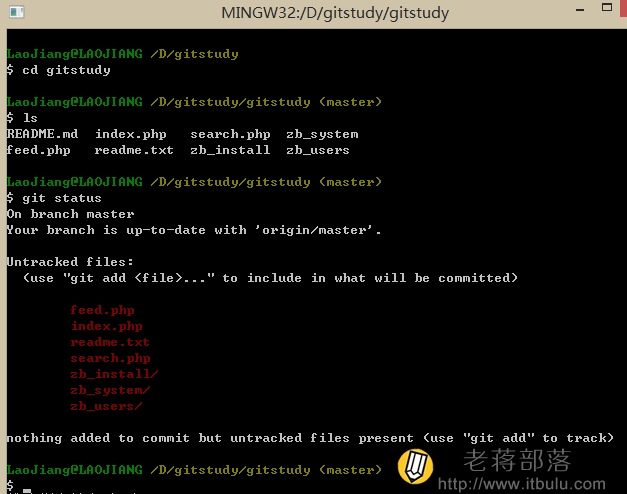 MINGW32:/D/gitstudy/gitstudy
LaoJiang@LAOJIANG /D/gitstudy
$ cd gitstudy
LaoJiang@LAOJIANG /D/gitstudy/gitstudy (master)
$ ls
README.md  index.php   search.php  zb_system
feed.php   readme.txt  zb_install  zb_users
LaoJiang@LAOJIANG /D/gitstudy/gitstudy (master)
$ git status
On branch master
Your branch is up-to-date with 'origin/master'.
Untracked files:
  (use "git add <file>..." to include in what will be committed)
        feed.php
        index.php
        readme.txt
        search.php
        zb_install/
        zb_system/
        zb_users/
nothing added to commit but untracked files present (use "git add" to track)
LaoJiang@LAOJIANG /D/gitstudy/gitstudy (master)
$
老蒋部落
http://www.itbulu.com